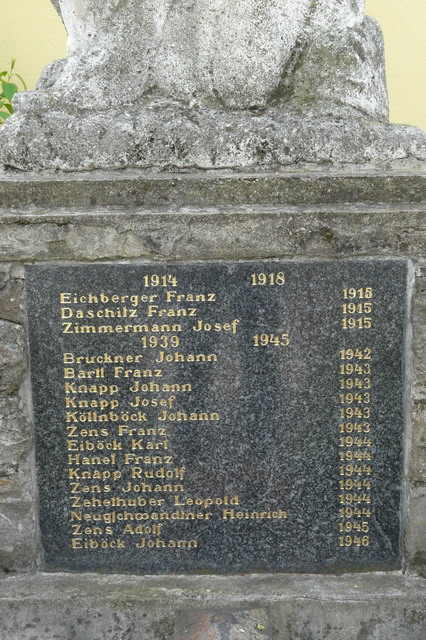 1914 1918
Eichberger Franz 1915
Daschitz Franz 1915
Zimmermann Josef 1915
1939 1945
Bruckner Johann 1942
Bartl Franz 1943
Knapp Johann 1943
Knapp Josef 1943
Köllnböck Johann 1943
Zens Franz 1943
Eiböck Karl 1944
Hanel Franz 1944
Knapp Rudolf 1944
Zens Johann 1944
Zehethuber Leopold 1944
Neugschwandtner Heinrich 1944
Zens Adolf 1945
Eiböck Johann 1946